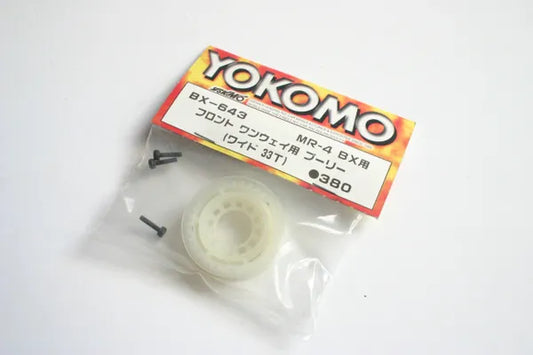 YOKOMO
YOKOMO
BX-643
MR-4 BX用
フロント ワンウェイ用 プーリー
(ワイド 33T)
●380